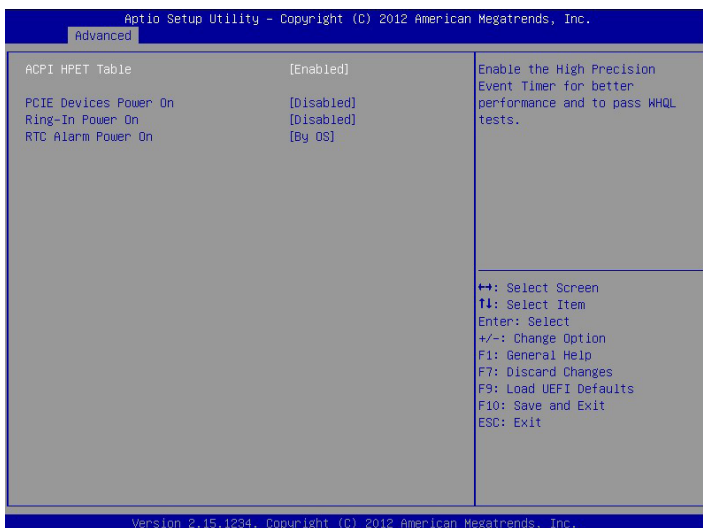 Aptio Setup Utility – Copyright (C) 2012 American Megatrends, Inc.
Advanced
ACPI HPET Table [Enabled]
PCIE Devices Power On [Disabled]
Ring-In Power On [Disabled]
RTC Alarm Power On [By OS]
Enable the High Precision
Event Timer for better
performance and to pass WHQL
tests.
↔: Select Screen
↑↓: Select Item
Enter: Select
+/-: Change Option
F1: General Help
F7: Discard Changes
F9: Load UEFI Defaults
F10: Save and Exit
ESC: Exit
Version 2.15.1234. Copyright (C) 2012 American Megatrends, Inc.